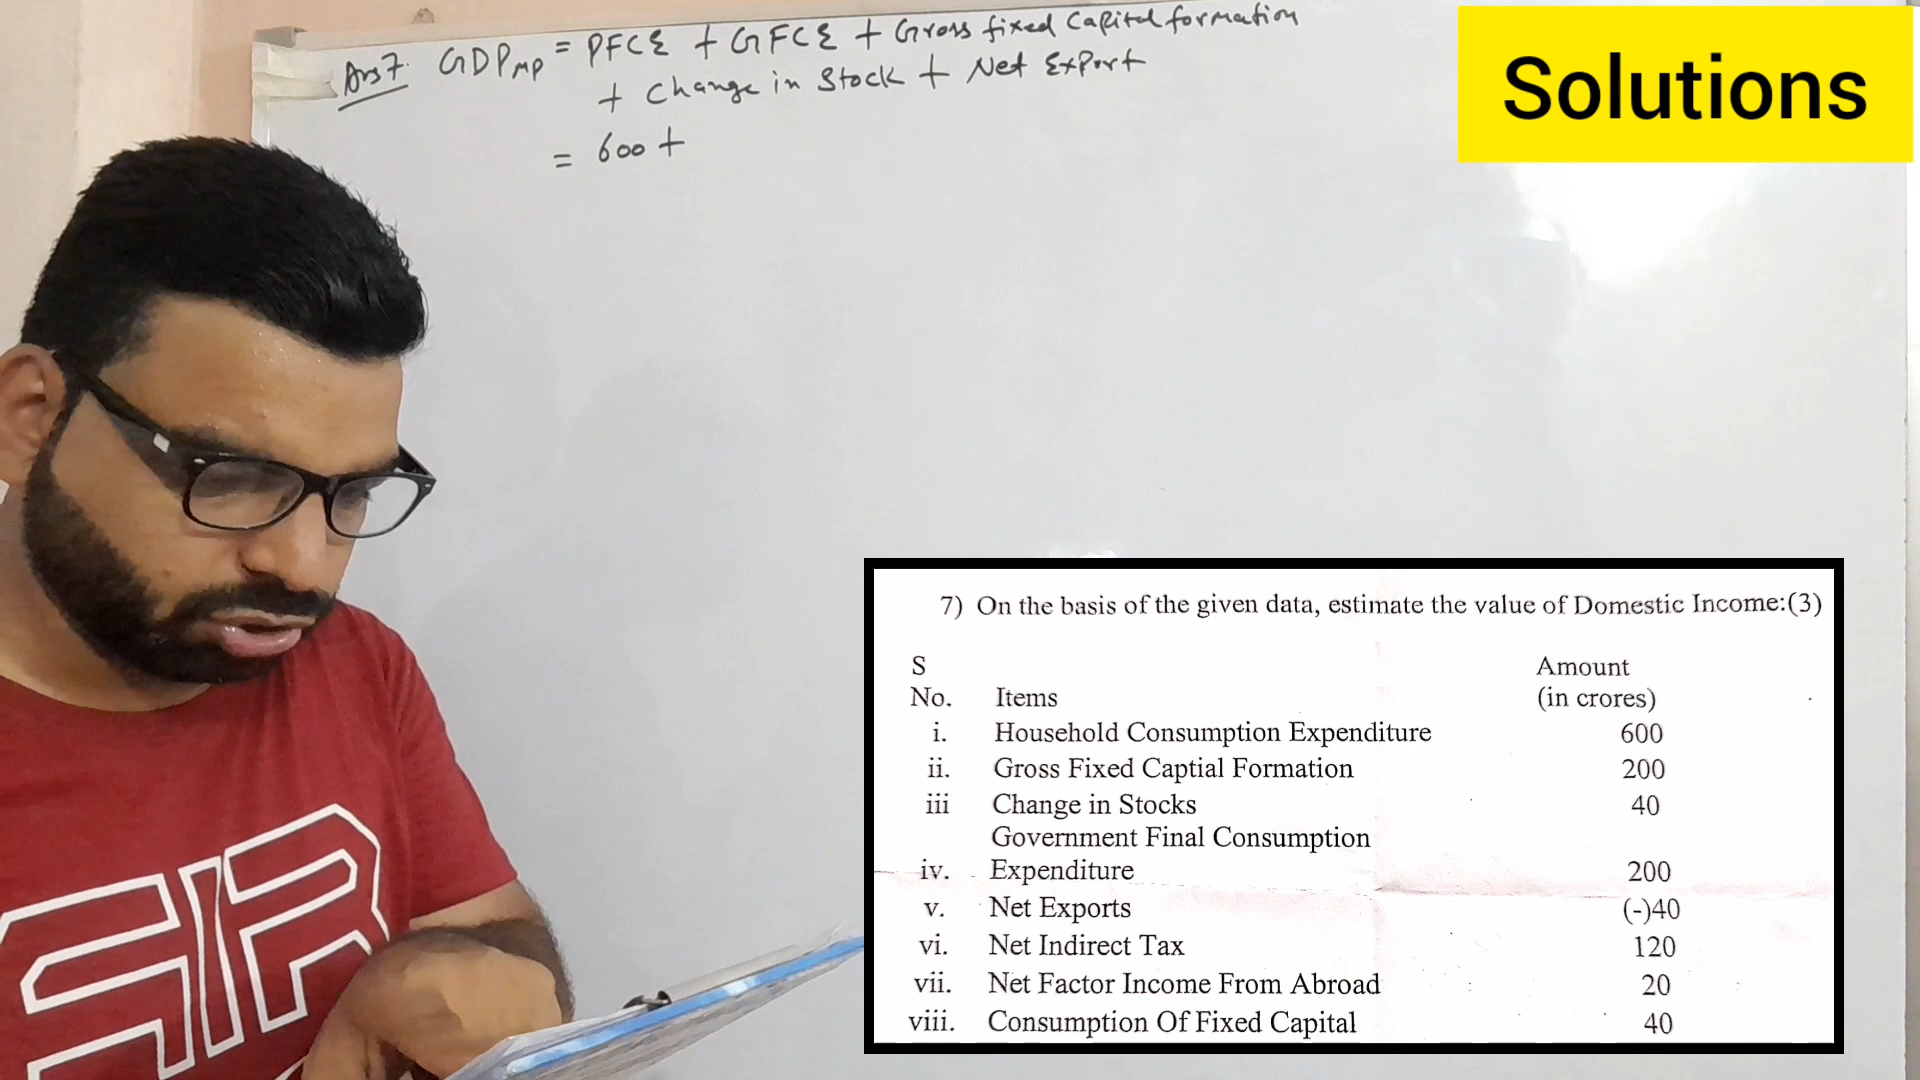 Ans 7. GDPMP = PFCE + GFCE + Gross fixed Capital formation
+ Change in Stock + Net Export
= 600 +
Solutions
7) On the basis of the given data, estimate the value of Domestic Income:(3)
S Amount
No. Items (in crores)
i. Household Consumption Expenditure 600
ii. Gross Fixed Captial Formation 200
iii Change in Stocks 40
Government Final Consumption
iv. Expenditure 200
v. Net Exports (-)40
vi. Net Indirect Tax 120
vii. Net Factor Income From Abroad 20
viii. Consumption Of Fixed Capital 40